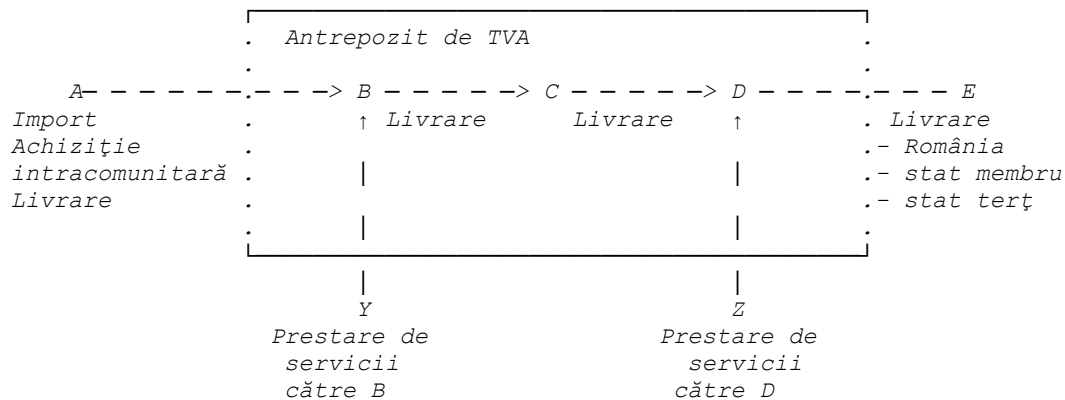 Antrepozit de TVA
A– – – – – – – – –> B – – – – –> C – – – – –> D – – – – – – – E
Import ↑ Livrare Livrare ↑ Livrare
Achiziţie - România
intracomunitară - stat membru
Livrare - stat terţ
Y Z
Prestare de Prestare de
servicii servicii
către B către D